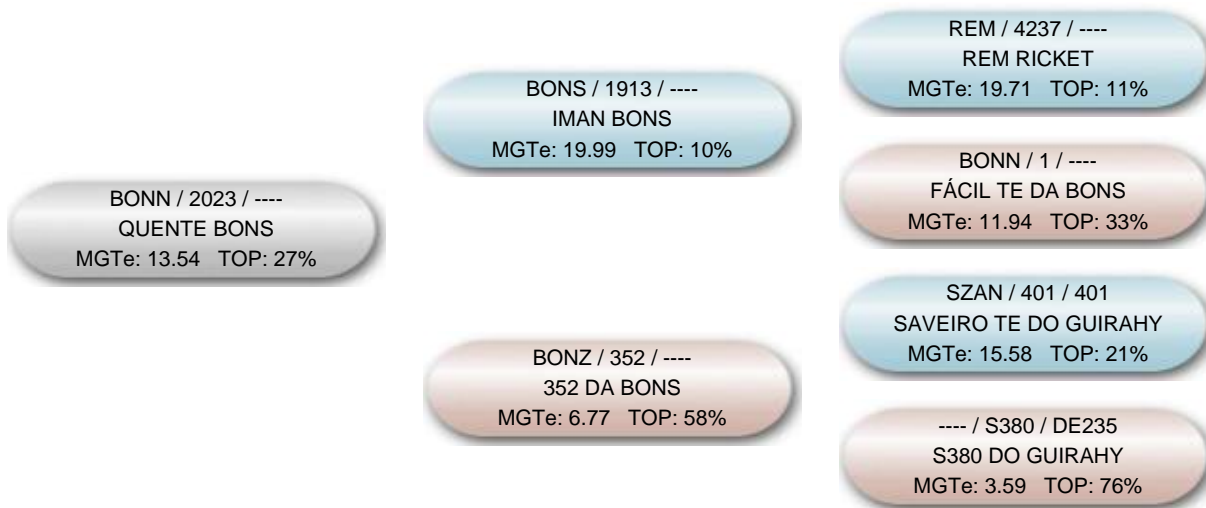 BONN / 2023 / ----
QUENTE BONS
MGTe: 13.54 TOP: 27%
BONS / 1913 / ----
IMAN BONS
MGTe: 19.99 TOP: 10%
BONZ / 352 / ----
352 DA BONS
MGTe: 6.77 TOP: 58%
REM / 4237 / ----
REM RICKET
MGTe: 19.71 TOP: 11%
BONN / 1 / ----
FÁCIL TE DA BONS
MGTe: 11.94 TOP: 33%
SZAN / 401 / 401
SAVEIRO TE DO GUIRAHY
MGTe: 15.58 TOP: 21%
---- / S380 / DE235
S380 DO GUIRAHY
MGTe: 3.59 TOP: 76%